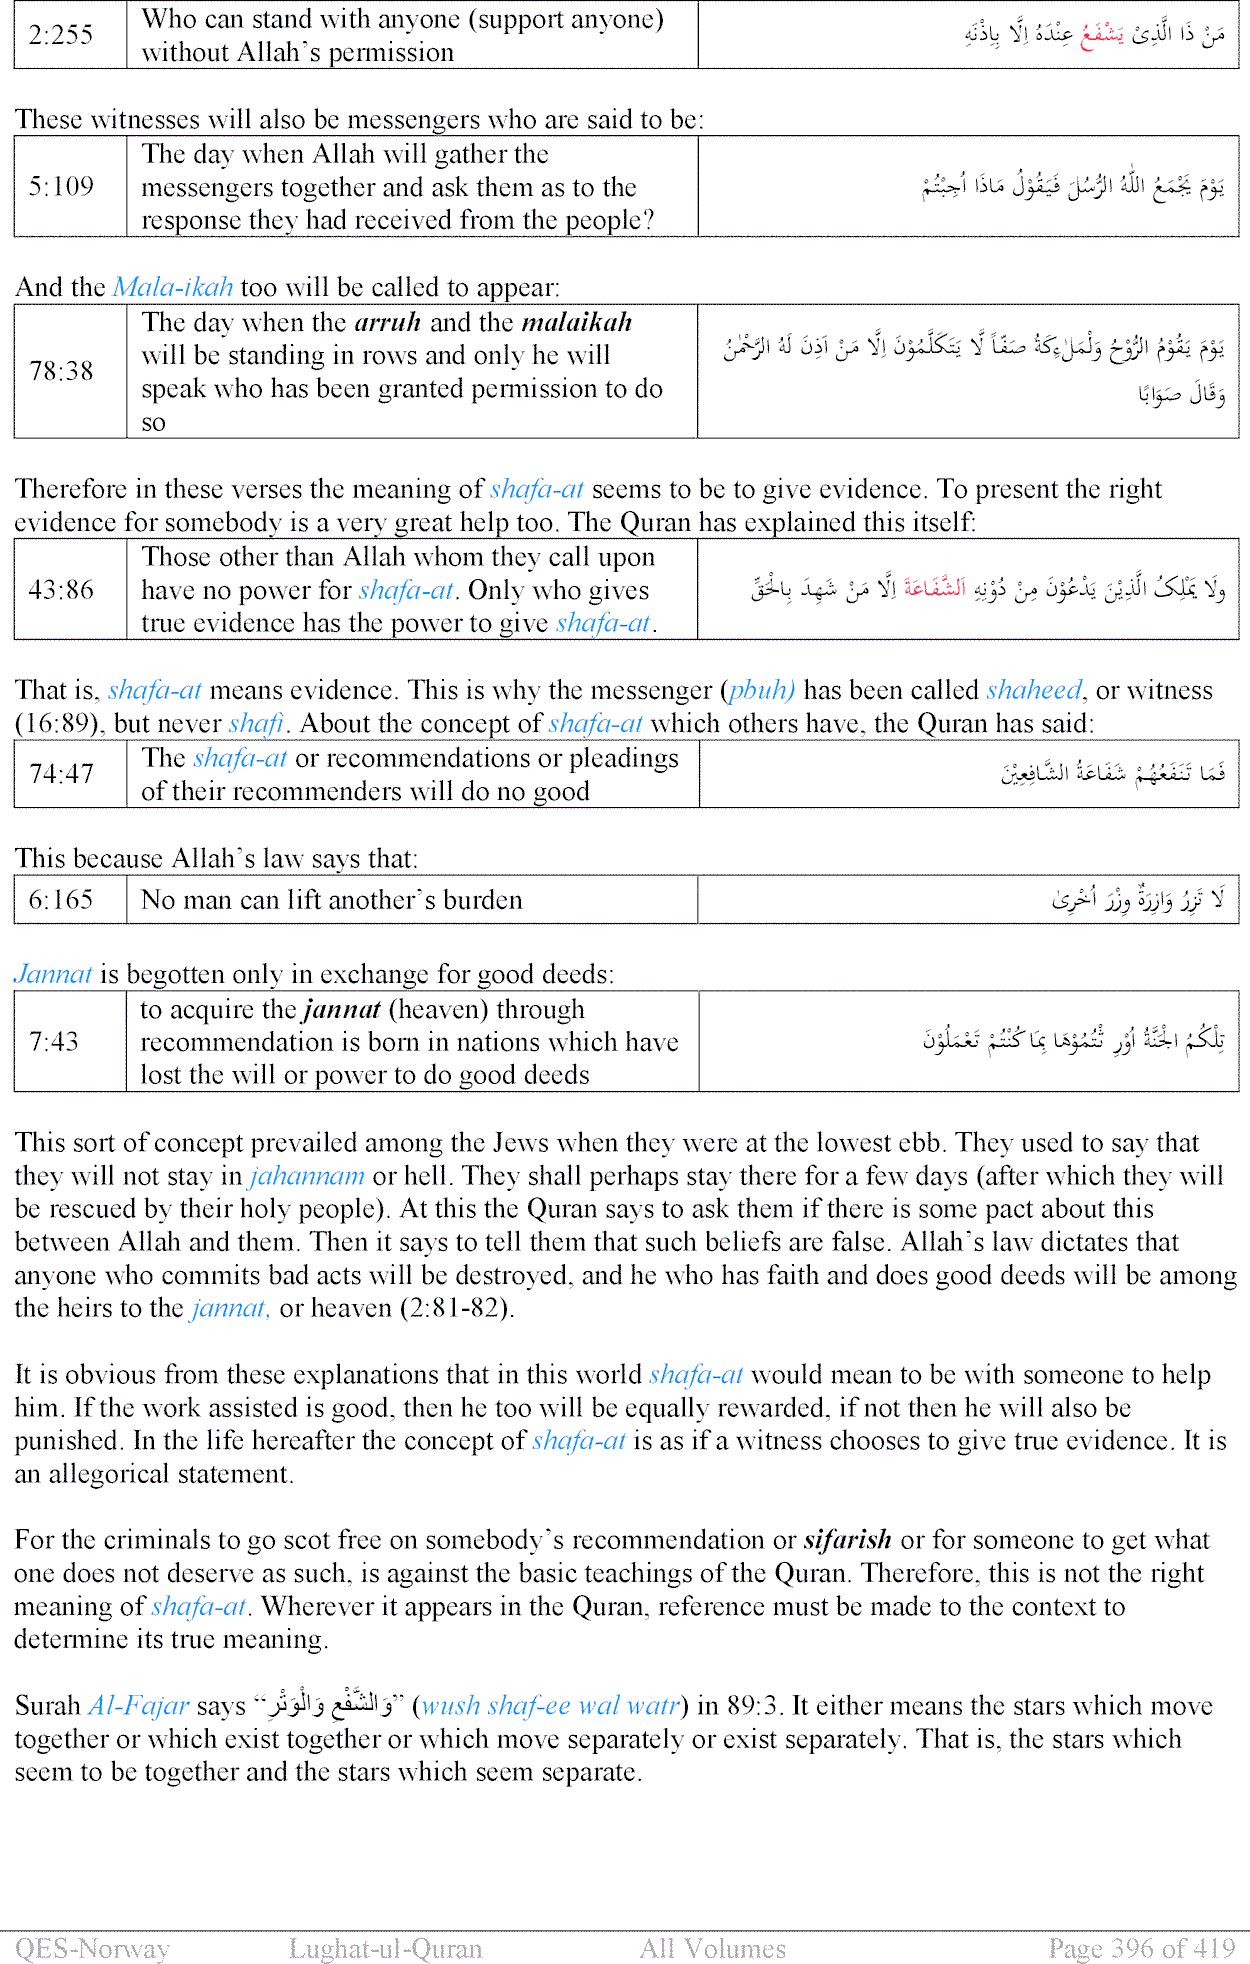 2:255
Who can stand with anyone (support anyone)
without Allah's permission
مَنْ ذَا الَّذِىْ يَشْفَعُ عِنْدَهُ اِلَّا بِاِذْنَهِ
These witnesses will also be messengers who are said to be:
5:109
The day when Allah will gather the
messengers together and ask them as to the
response they had received from the people?
يَوْمَ يَجْمَعُ اللّٰهُ الرُّسُلَ فَيَقُوْلُ مَاذَا اُجِبْتُمْ
And the Mala-ikah too will be called to appear:
78:38
The day when the arruh and the malaikah
will be standing in rows and only he will
speak who has been granted permission to do
so
يَوْمَ يَقُوْمُ الرُّوْحُ وَلْمَلٰءِكَةُ صَفّاً لَّا يَتَكَلَّمُوْنَ اِلَّا مَنْ اَذِنَ لَهُ الرَّحْمٰنُ
وَقَالَ صَوَابًا
Therefore in these verses the meaning of shafa-at seems to be to give evidence. To present the right
evidence for somebody is a very great help too. The Quran has explained this itself:
43:86
Those other than Allah whom they call upon
have no power for shafa-at. Only who gives
true evidence has the power to give shafa-at.
ولَا يَمْلِكُ الَّذِيْنَ يَدْعُوْنَ مِنْ دُوْنِهِ اَلشَّفَاعَةَ اِلَّا مَنْ شَهِدَ بِالْحَقِّ
That is, shafa-at means evidence. This is why the messenger (pbuh) has been called shaheed, or witness
(16:89), but never shafi. About the concept of shafa-at which others have, the Quran has said:
74:47
The shafa-at or recommendations or pleadings
of their recommenders will do no good
فَمَا تَنَفَعُهُمْ شَفَاعَةُ الشَّافِعِيْنَ
This because Allah's law says that:
6:165
No man can lift another's burden
لَا تَزِرُ وَازِرَةٌ وِزْرَ اُخْرِىٰ
Jannat is begotten only in exchange for good deeds:
7:43
to acquire the jannat (heaven) through
recommendation is born in nations which have
lost the will or power to do good deeds
تِلْكُمُ الْجَنَّةُ اُوْرِ ثْتُمُوْهَا بِمَا كُنْتُمْ تَعْمَلُوْنَ
This sort of concept prevailed among the Jews when they were at the lowest ebb. They used to say that
they will not stay in jahannam or hell. They shall perhaps stay there for a few days (after which they will
be rescued by their holy people). At this the Quran says to ask them if there is some pact about this
between Allah and them. Then it says to tell them that such beliefs are false. Allah's law dictates that
anyone who commits bad acts will be destroyed, and he who has faith and does good deeds will be among
the heirs to the jannat, or heaven (2:81-82).
It is obvious from these explanations that in this world shafa-at would mean to be with someone to help
him. If the work assisted is good, then he too will be equally rewarded, if not then he will also be
punished. In the life hereafter the concept of shafa-at is as if a witness chooses to give true evidence. It is
an allegorical statement.
For the criminals to go scot free on somebody's recommendation or sifarish or for someone to get what
one does not deserve as such, is against the basic teachings of the Quran. Therefore, this is not the right
meaning of shafa-at. Wherever it appears in the Quran, reference must be made to the context to
determine its true meaning.
Surah Al-Fajar says “وَالشَّفْعِ وَالْوَتْرِ” (wush shaf-ee wal watr) in 89:3. It either means the stars which move
together or which exist together or which move separately or exist separately. That is, the stars which
seem to be together and the stars which seem separate.
QES-Norway Lughat-ul-Quran All Volumes Page 396 of 419